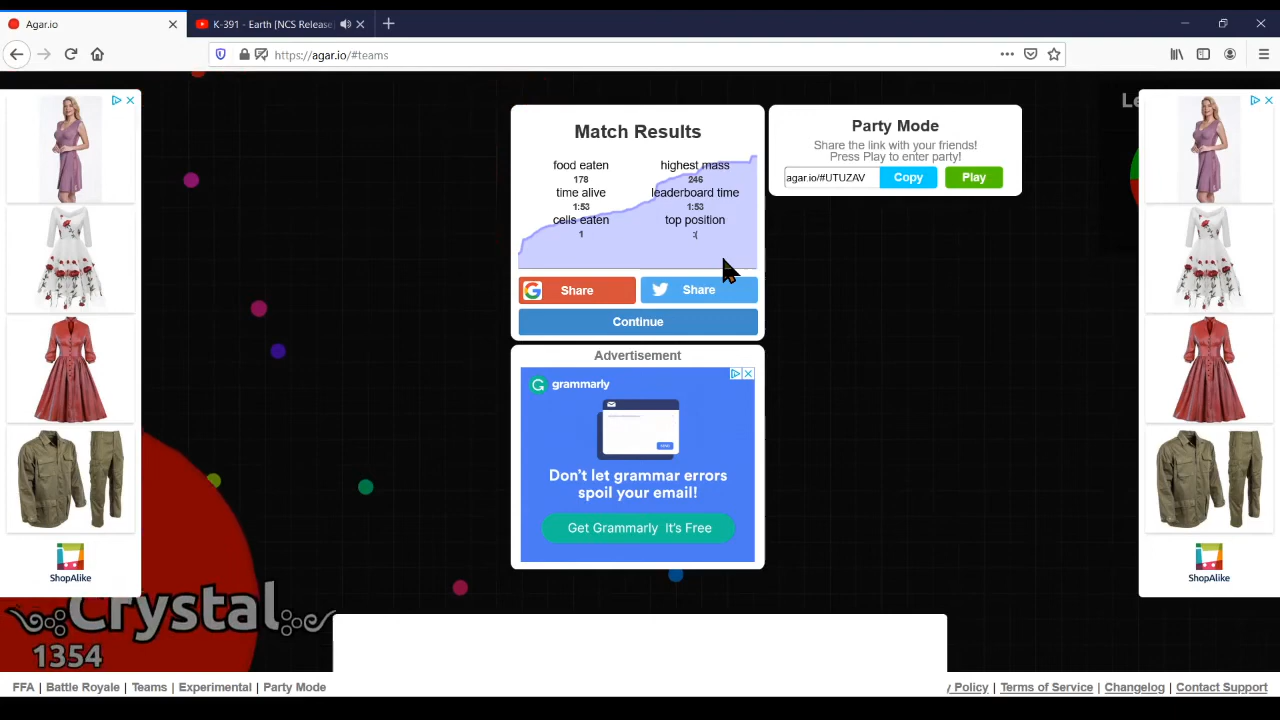 Agar.io
K-391 - Earth [NCS Release
https://agar.io/#teams
Le
Match Results
food eaten
178
highest mass
246
time alive
1:53
leaderboard time
1:53
cells eaten
1
top position
:(
Share
Share
Continue
Party Mode
Share the link with your friends!
Press Play to enter party!
agar.io/#UTUZAV
Copy
Play
Advertisement
grammarly
SEND
Don't let grammar errors
spoil your email!
Get Grammarly It's Free
ShopAlike
ShopAlike
Crystal
1354
FFA | Battle Royale | Teams | Experimental | Party Mode
y Policy | Terms of Service | Changelog | Contact Support